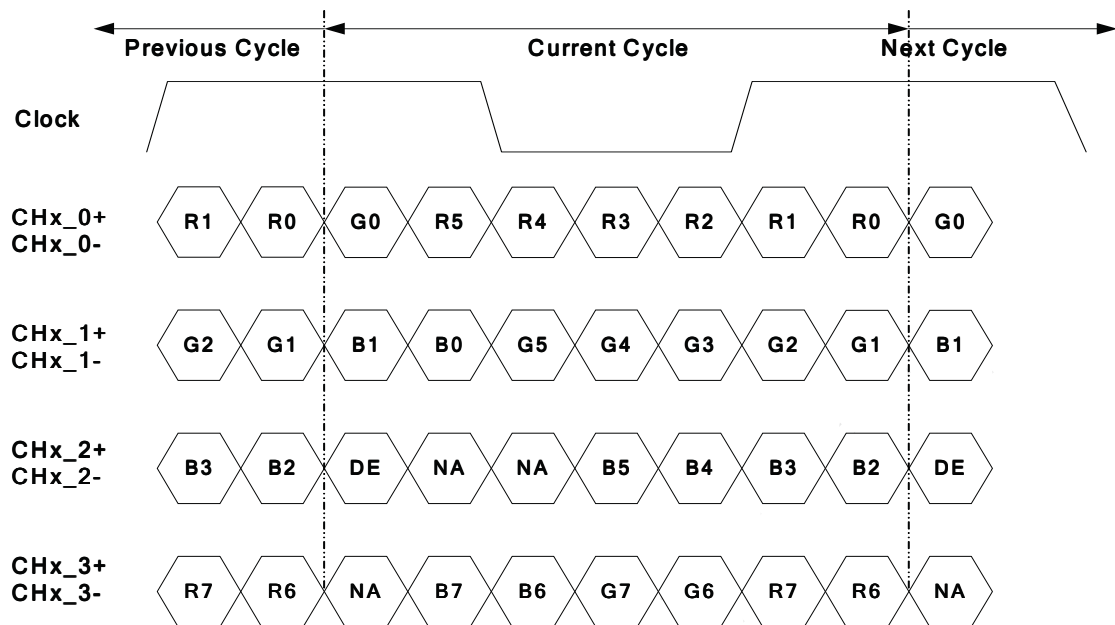 Previous Cycle Current Cycle Next Cycle
Clock
CHx_0+
CHx_0-
R1 R0 G0 R5 R4 R3 R2 R1 R0 G0
CHx_1+
CHx_1-
G2 G1 B1 B0 G5 G4 G3 G2 G1 B1
CHx_2+
CHx_2-
B3 B2 DE NA NA B5 B4 B3 B2 DE
CHx_3+
CHx_3-
R7 R6 NA B7 B6 G7 G6 R7 R6 NA